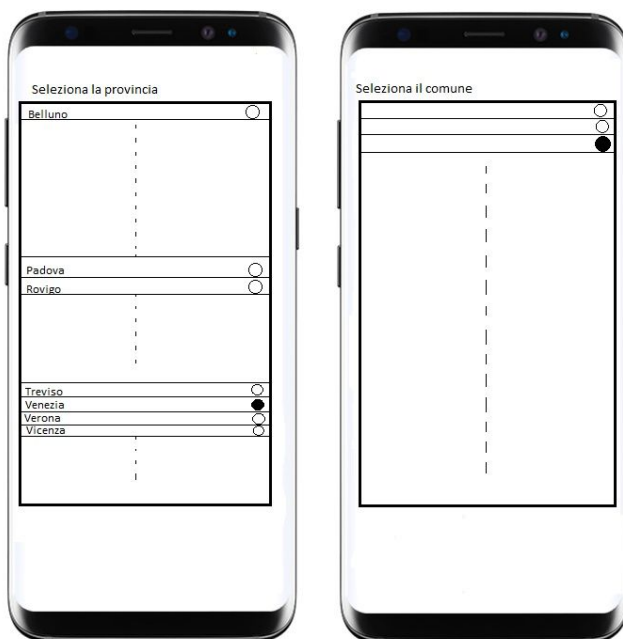 Seleziona la provincia
Belluno
Padova
Rovigo
Treviso
Venezia
Verona
Vicenza
Seleziona il comune